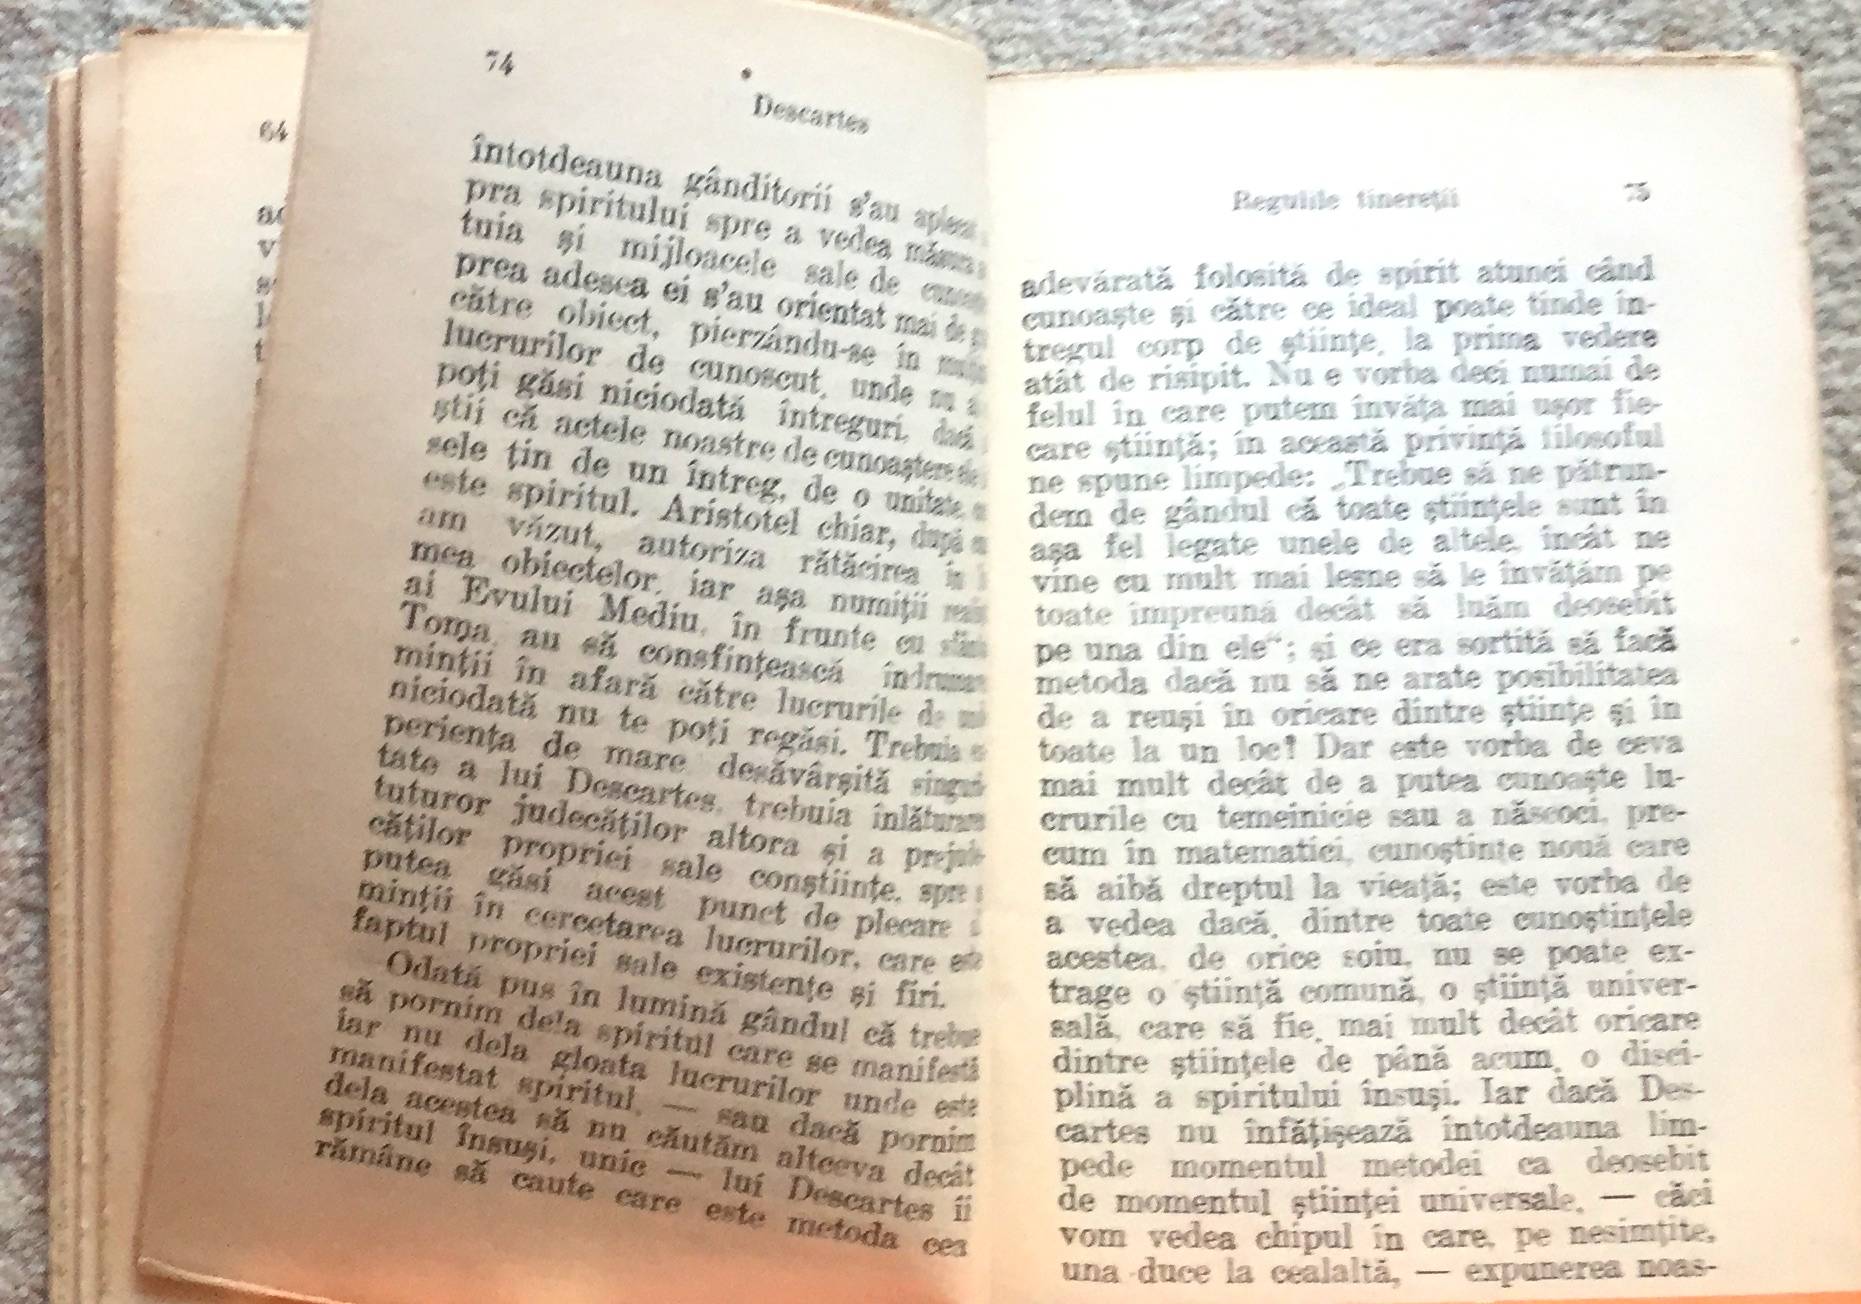 64
74
Descartes
întotdeauna gânditorii s'au aplecat
pra spiritului spre a vedea măsura
tuia și mijloacele sale de
prea adesea ei s'au orientat mai de
către obiect, pierzându-se în
lucrurilor de cunoscut, unde nu
poți găsi niciodată întreguri, dacă
știi că actele noastre de cunoaștere
sele țin de un întreg, de o unitate,
este spiritul. Aristotel chiar, după
am văzut, autoriza rătăcirea în
mea obiectelor, iar așa numiții
ai Evului Mediu, în frunte cu
Toma, au să consfințească
minții în afară către lucrurile de
niciodată nu te poți regăsi. Trebuia
periența de mare desăvârșită
tate a lui Descartes, trebuia
tuturor judecăților altora și a
căților propriei sale conștiințe, spre
putea găsi acest punct de plecare
minții în cercetarea lucrurilor, care este
faptul propriei sale existențe și firi.
Odată pus în lumină gândul că trebue
să pornim dela spiritul care se manifestă
iar nu dela gloata lucrurilor unde este
manifestat spiritul, — sau dacă pornim
dela acestea să nu căutăm altceva decât
spiritul însuși, unic — lui Descartes îi
rămâne să caute care este metoda cea
Regulile tinereții
75
adevărată folosită de spirit atunci când
cunoaște și către ce ideal poate tinde în-
tregul corp de științe, la prima vedere
atât de risipit. Nu e vorba deci numai de
felul în care putem învăța mai ușor fie-
care știință; în această privință filosoful
ne spune limpede: „Trebue să ne pătrun-
dem de gândul că toate științele sunt în
așa fel legate unele de altele, încât ne
vine cu mult mai lesne să le învățăm pe
toate împreună decât să luăm deosebit
pe una din ele“; și ce era sortită să facă
metoda dacă nu să ne arate posibilitatea
de a reuși în oricare dintre științe și în
toate la un loc? Dar este vorba de ceva
mai mult decât de a putea cunoaște lu-
crurile cu temeinicie sau a născoci, pre-
cum în matematici, cunoștințe nouă care
să aibă dreptul la vieață; este vorba de
a vedea dacă, dintre toate cunoștințele
acestea, de orice soiu, nu se poate ex-
trage o știință comună, o știință univer-
sală, care să fie, mai mult decât oricare
dintre științele de până acum, o disci-
plină a spiritului însuși. Iar dacă Des-
cartes nu înfățișează întotdeauna lim-
pede momentul metodei ca deosebit
de momentul științei universale, — căci
vom vedea chipul în care, pe nesimțite,
una duce la cealaltă, — expunerea noas-